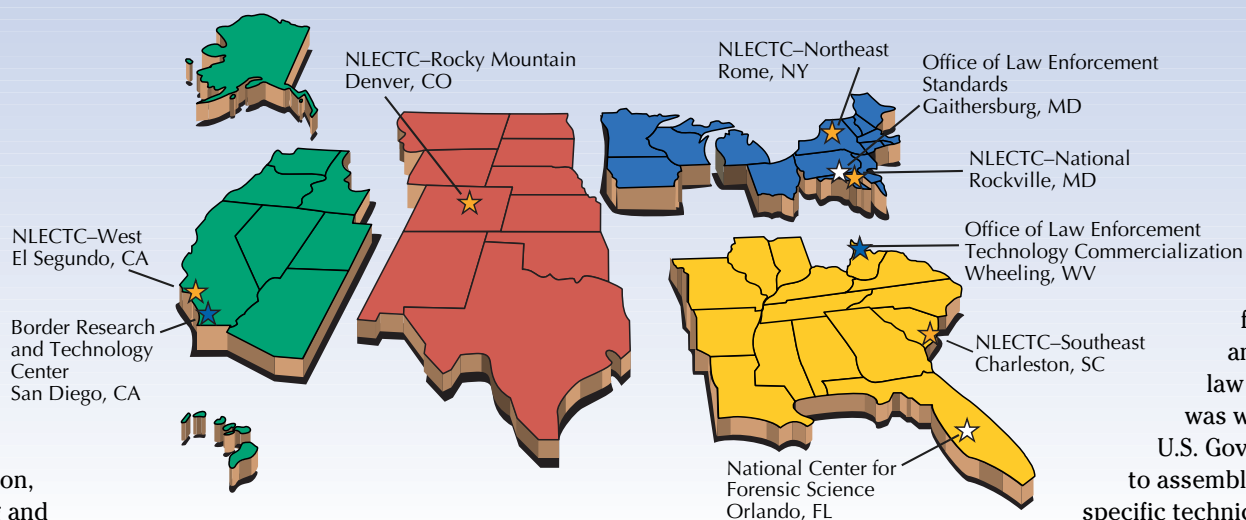 NLECTC–Rocky Mountain
Denver, CO
NLECTC–Northeast
Rome, NY
Office of Law Enforcement
Standards
Gaithersburg, MD
NLECTC–National
Rockville, MD
NLECTC–West
El Segundo, CA
Office of Law Enforcement
Technology Commercialization
Wheeling, WV
Border Research
and Technology
Center
San Diego, CA
NLECTC–Southeast
Charleston, SC
National Center for
Forensic Science
Orlando, FL
on,
and
f
an
law
was w
U.S. Gov
to assembl
specific technic